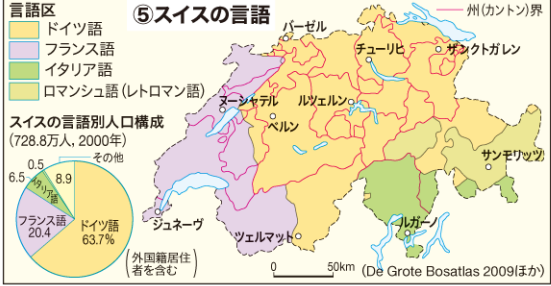 言語区
ドイツ語
フランス語
イタリア語
ロマンシュ語(レトロマン語)
⑤スイスの言語
州(カントン)界
バーゼル
チューリヒ
ザンクトガレン
ヌーシャテル
ルツェルン
ベルン
サンモリッツ
ジュネーヴ
ツェルマット
ルガーノ
スイスの言語別人口構成
(728.8万人, 2000年)
その他
0.5
8.9
6.5
イタリア語
フランス語
20.4
ドイツ語
63.7%
(外国籍居住
者を含む)
0 50km
(De Grote Bosatlas 2009ほか)